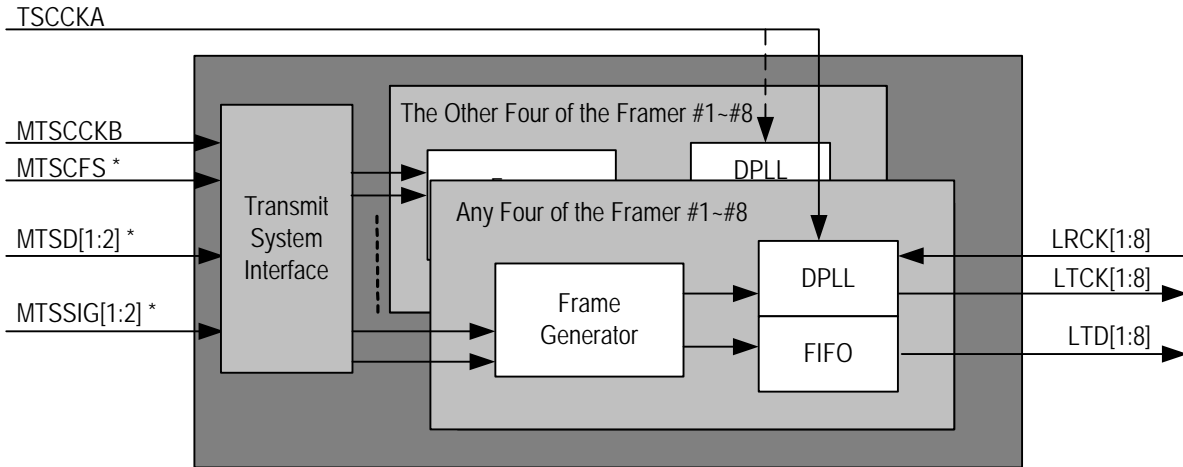 TSCCKA
The Other Four of the Framer #1~#8
MTSCCKB
MTSCFS *
DPLL
Transmit
System
Interface
Any Four of the Framer #1~#8
MTSD[1:2] *
LRCK[1:8]
DPLL
LTCK[1:8]
Frame
Generator
MTSSIG[1:2] *
FIFO
LTD[1:8]